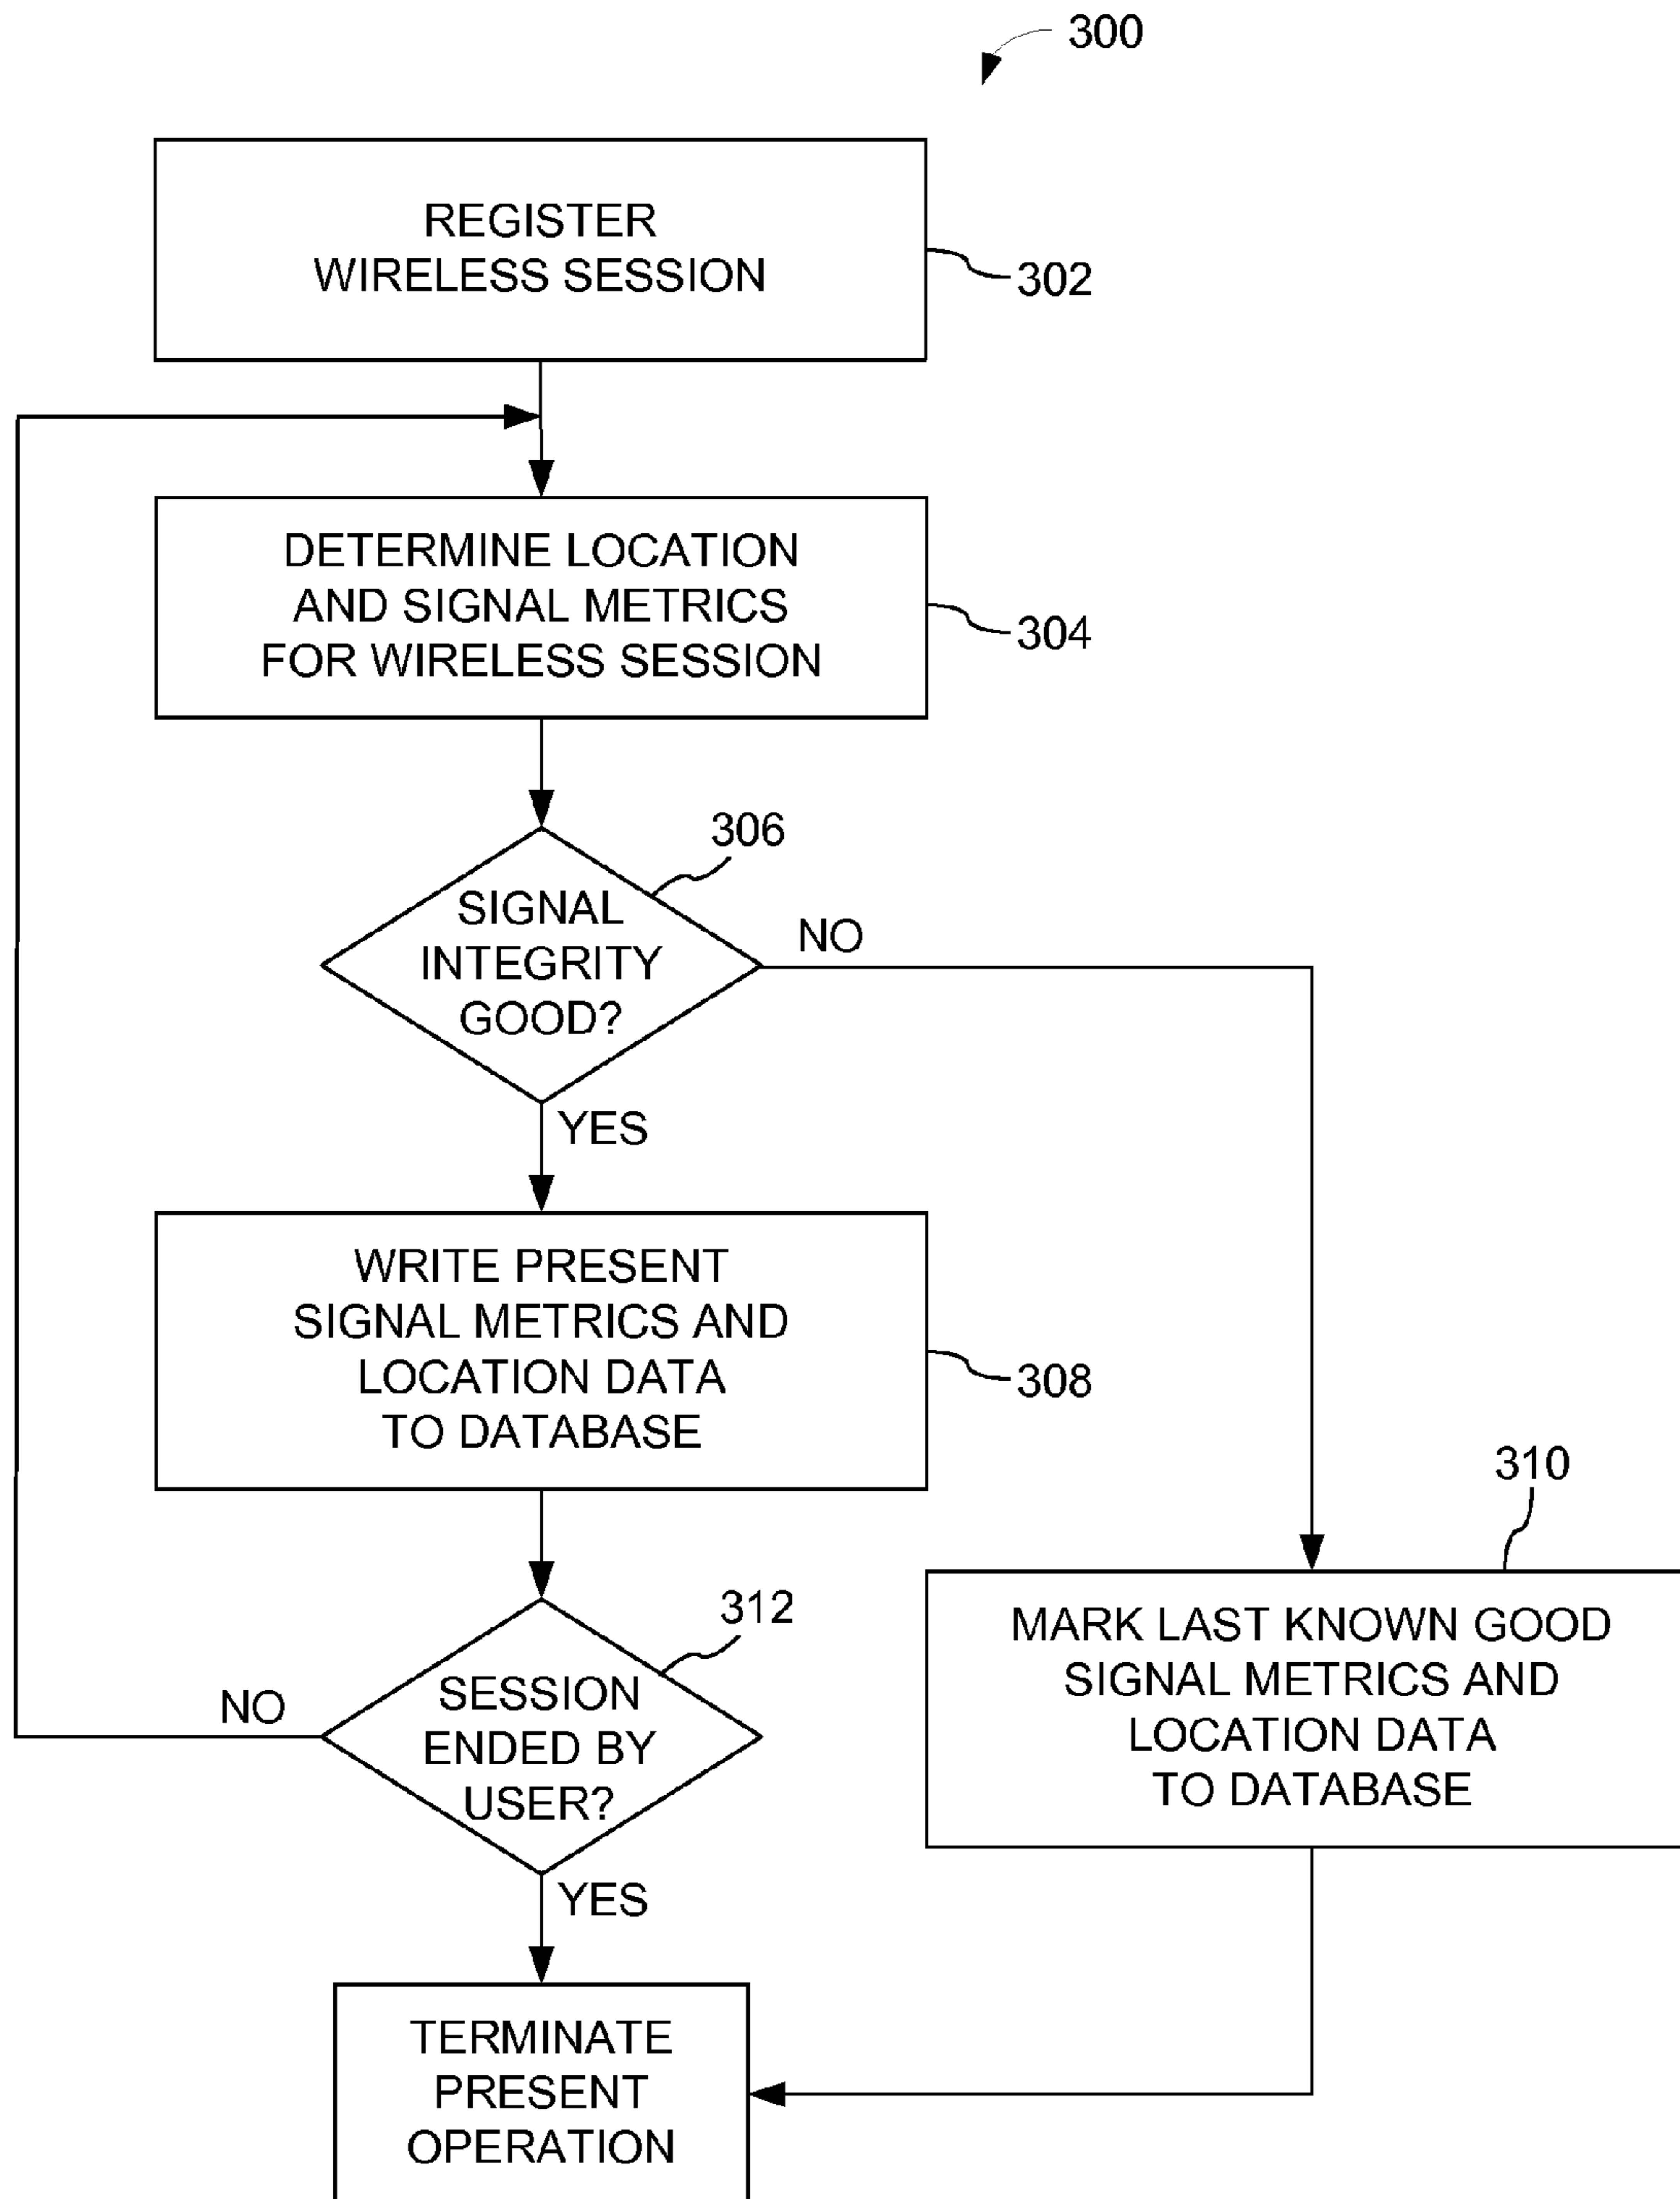 300
REGISTER
WIRELESS SESSION
302
DETERMINE LOCATION
AND SIGNAL METRICS
FOR WIRELESS SESSION
304
306
SIGNAL
INTEGRITY
GOOD?
NO
YES
WRITE PRESENT
SIGNAL METRICS AND
LOCATION DATA
TO DATABASE
308
310
MARK LAST KNOWN GOOD
SIGNAL METRICS AND
LOCATION DATA
TO DATABASE
312
SESSION
ENDED BY
USER?
NO
YES
TERMINATE
PRESENT
OPERATION